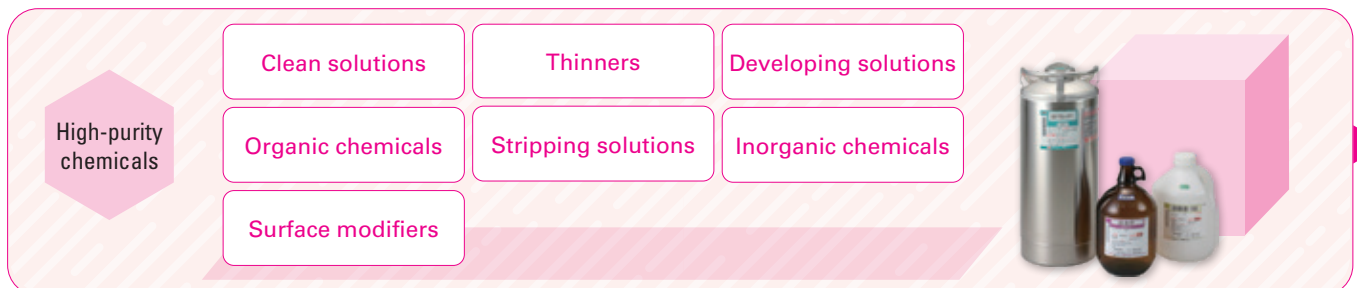 High-purity
chemicals
Clean solutions
Thinners
Developing solutions
Organic chemicals
Stripping solutions
Inorganic chemicals
Surface modifiers